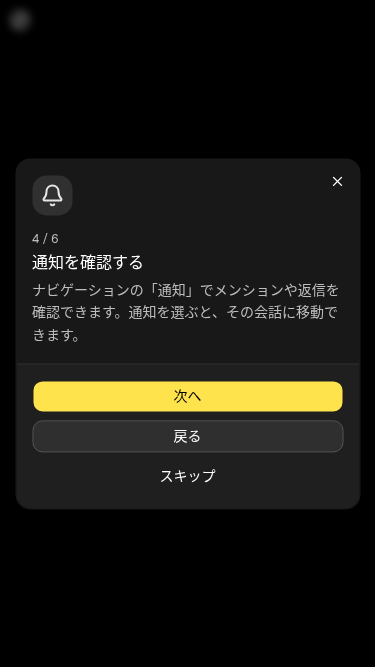 4 / 6
通知を確認する
ナビゲーションの「通知」でメンションや返信を
確認できます。通知を選ぶと、その会話に移動で
きます。
次へ
戻る
スキップ